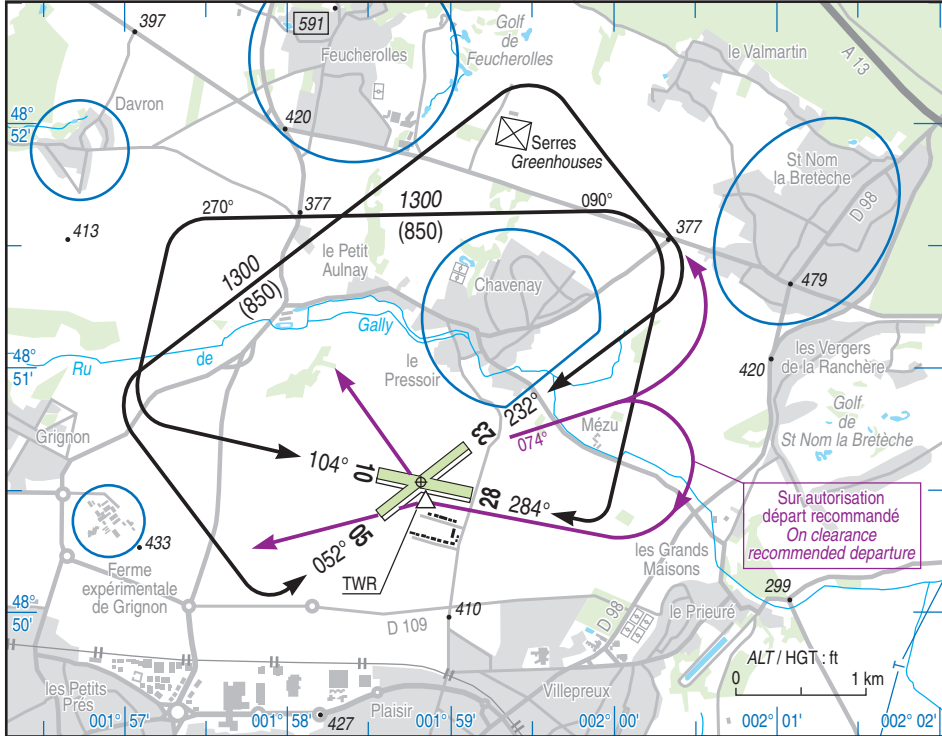 397
591
Feucherolles
Golf
de
Feucherolles
le Valmartin
A 13
Davron
48°
52'
420
Serres
Greenhouses
St Nom
la Bretèche
D 98
270°
377
1300
(850)
090°
377
413
le Petit
Aulnay
1300
(850)
Chavenay
479
Gally
Ru
de
48°
51'
le
Pressoir
420
les Vergers
de la Ranchère
232°
Golf
de
St Nom la Bretèche
Grignon
23
074°
Mézu
104°
10
28
284°
Sur autorisation
départ recommandé
On clearance
recommended departure
433
05
052°
TWR
les Grands
Maisons
Ferme
expérimentale
de Grignon
299
48°
50'
410
D 109
D 98
le Prieuré
ALT / HGT : ft
0
1 km
les Petits
Prés
Villepreux
Plaisir
427
001° 57'
001° 58'
001° 59'
002° 00'
002° 01'
002° 02'